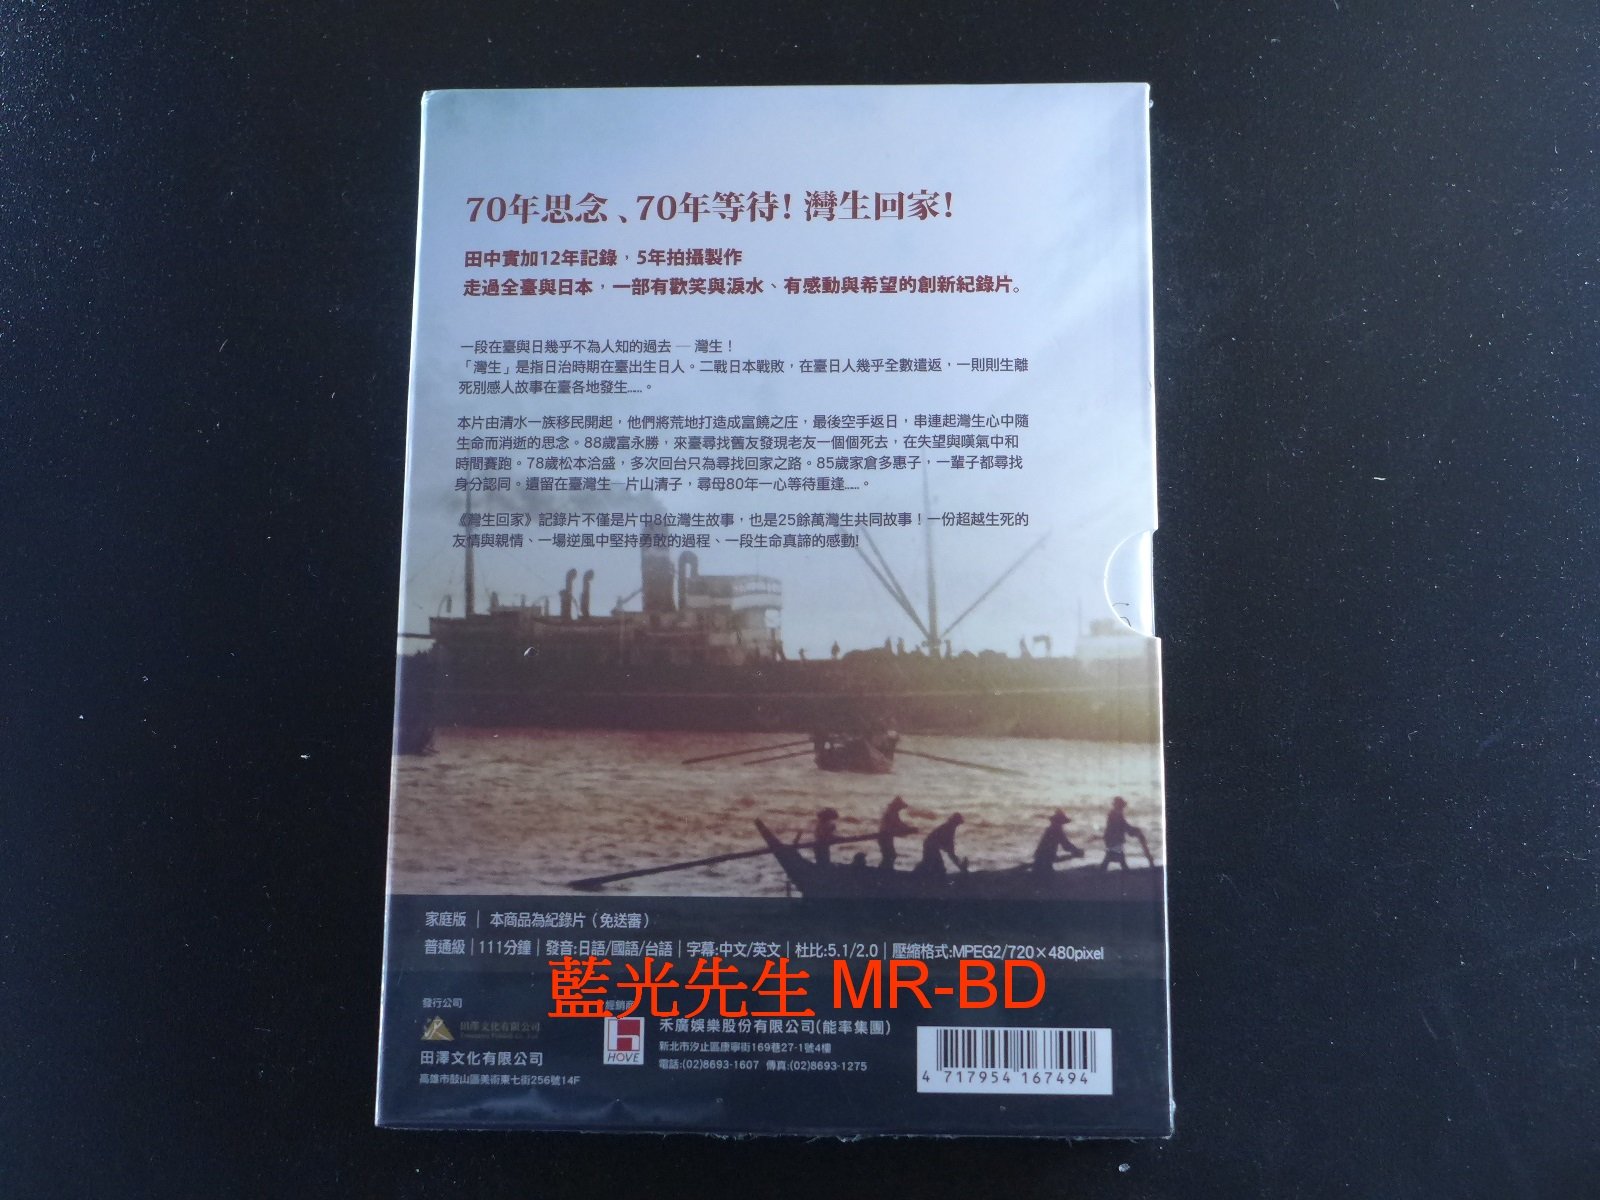 70年思念、70年等待！灣生回家！
田中實加12年記錄，5年拍攝製作
走過全臺與日本，一部有歡笑與淚水、有感動與希望的創新紀錄片。
一段在臺與日幾乎不為人知的過去 — 灣生！
「灣生」是指日治時期在臺出生日人。二戰日本戰敗，在臺日人幾乎全數遣返，一則則生離
死別感人故事在臺各地發生......。
本片由清水一族移民開起，他們將荒地打造成富饒之庄，最後空手返日，串連起灣生心中隨
生命而消逝的思念。88歲富永勝，來臺尋找舊友發現老友一個個死去，在失望與嘆氣中和
時間賽跑。78歲松本洽盛，多次回台只為尋找回家之路。85歲家倉多惠子，一輩子都尋找
身分認同。遺留在臺灣生─片山清子，尋母80年一心等待重逢......。
《灣生回家》記錄片不僅是片中8位灣生故事，也是25餘萬灣生共同故事！一份超越生死的
友情與親情、一場逆風中堅持勇敢的過程、一段生命真諦的感動!
家庭版 | 本商品為紀錄片（免送審）
普通級 | 111分鐘 | 發音:日語/國語/台語 | 字幕:中文/英文 | 杜比:5.1/2.0 | 壓縮格式:MPEG2/720×480pixel
藍光先生 MR-BD
發行公司
田澤文化有限公司
田澤文化有限公司
高雄市鼓山區美術東七街256號14F
經銷商
HOVE
禾廣娛樂股份有限公司(能率集團)
新北市汐止區康寧街169巷27-1號4樓
電話:(02)8693-1607 傳真:(02)8693-1275
4 717954 167494